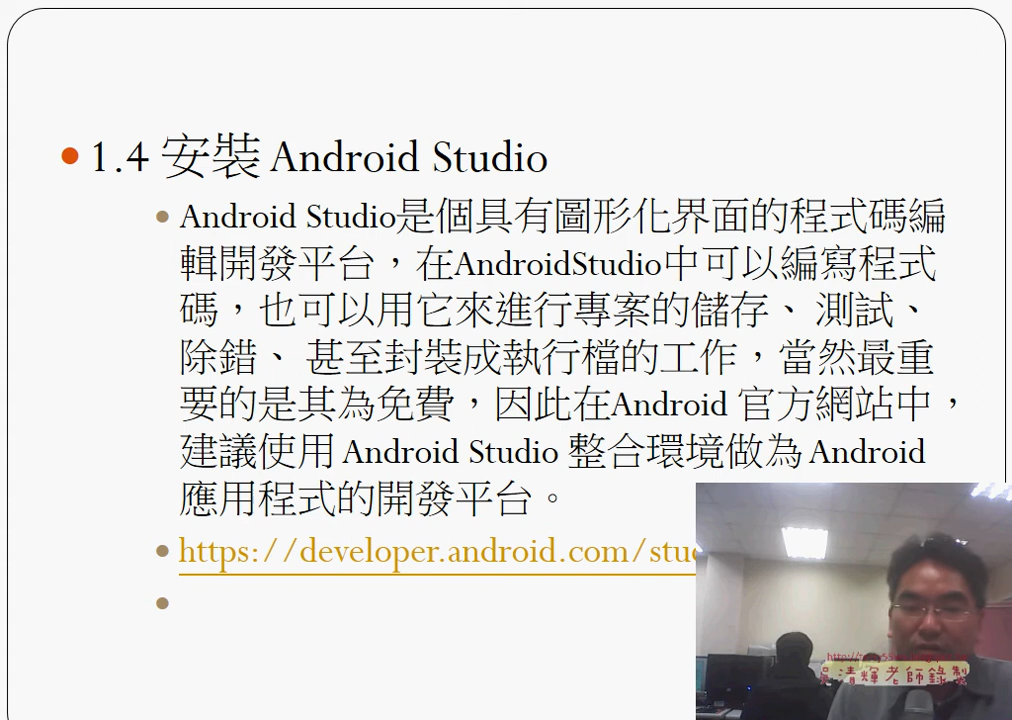 1.4 安裝 Android Studio
Android Studio是個具有圖形化界面的程式碼編
輯開發平台，在AndroidStudio中可以編寫程式
碼，也可以用它來進行專案的儲存、 測試、
除錯、 甚至封裝成執行檔的工作，當然最重
要的是其為免費，因此在Android 官方網站中，
建議使用 Android Studio 整合環境做為 Android
應用程式的開發平台。
https://developer.android.com/stu
清輝老師錄製